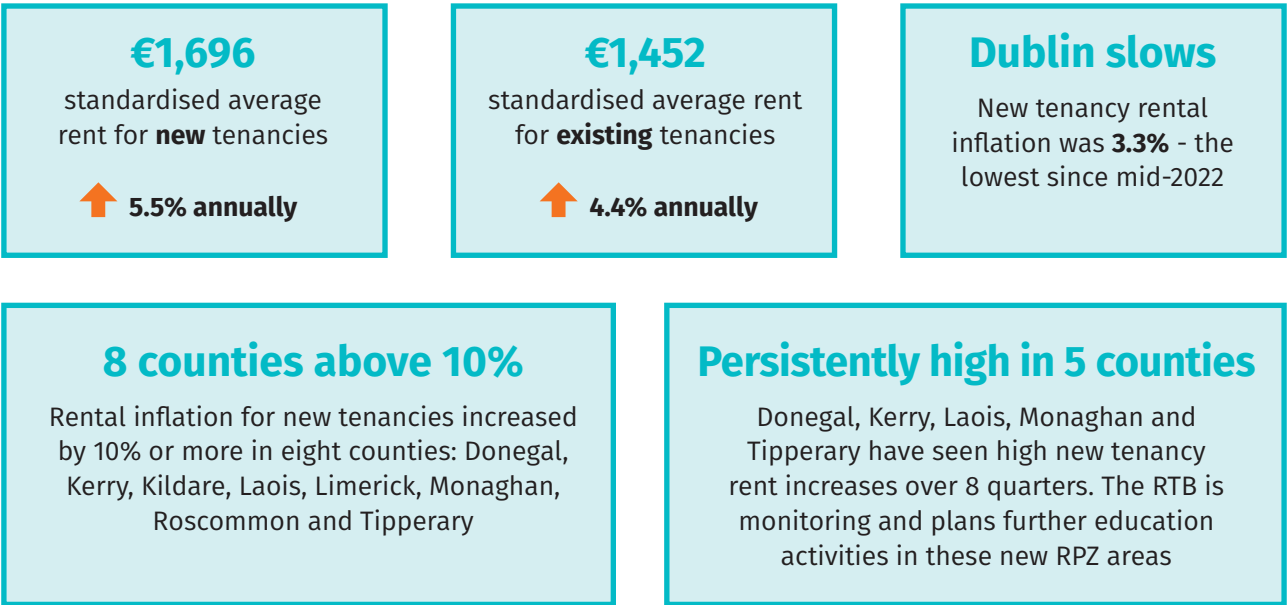 €1,696
standardised average
rent for new tenancies
5.5% annually
€1,452
standardised average rent
for existing tenancies
4.4% annually
Dublin slows
New tenancy rental
inflation was 3.3% - the
lowest since mid-2022
8 counties above 10%
Rental inflation for new tenancies increased
by 10% or more in eight counties: Donegal,
Kerry, Kildare, Laois, Limerick, Monaghan,
Roscommon and Tipperary
Persistently high in 5 counties
Donegal, Kerry, Laois, Monaghan and
Tipperary have seen high new tenancy
rent increases over 8 quarters. The RTB is
monitoring and plans further education
activities in these new RPZ areas